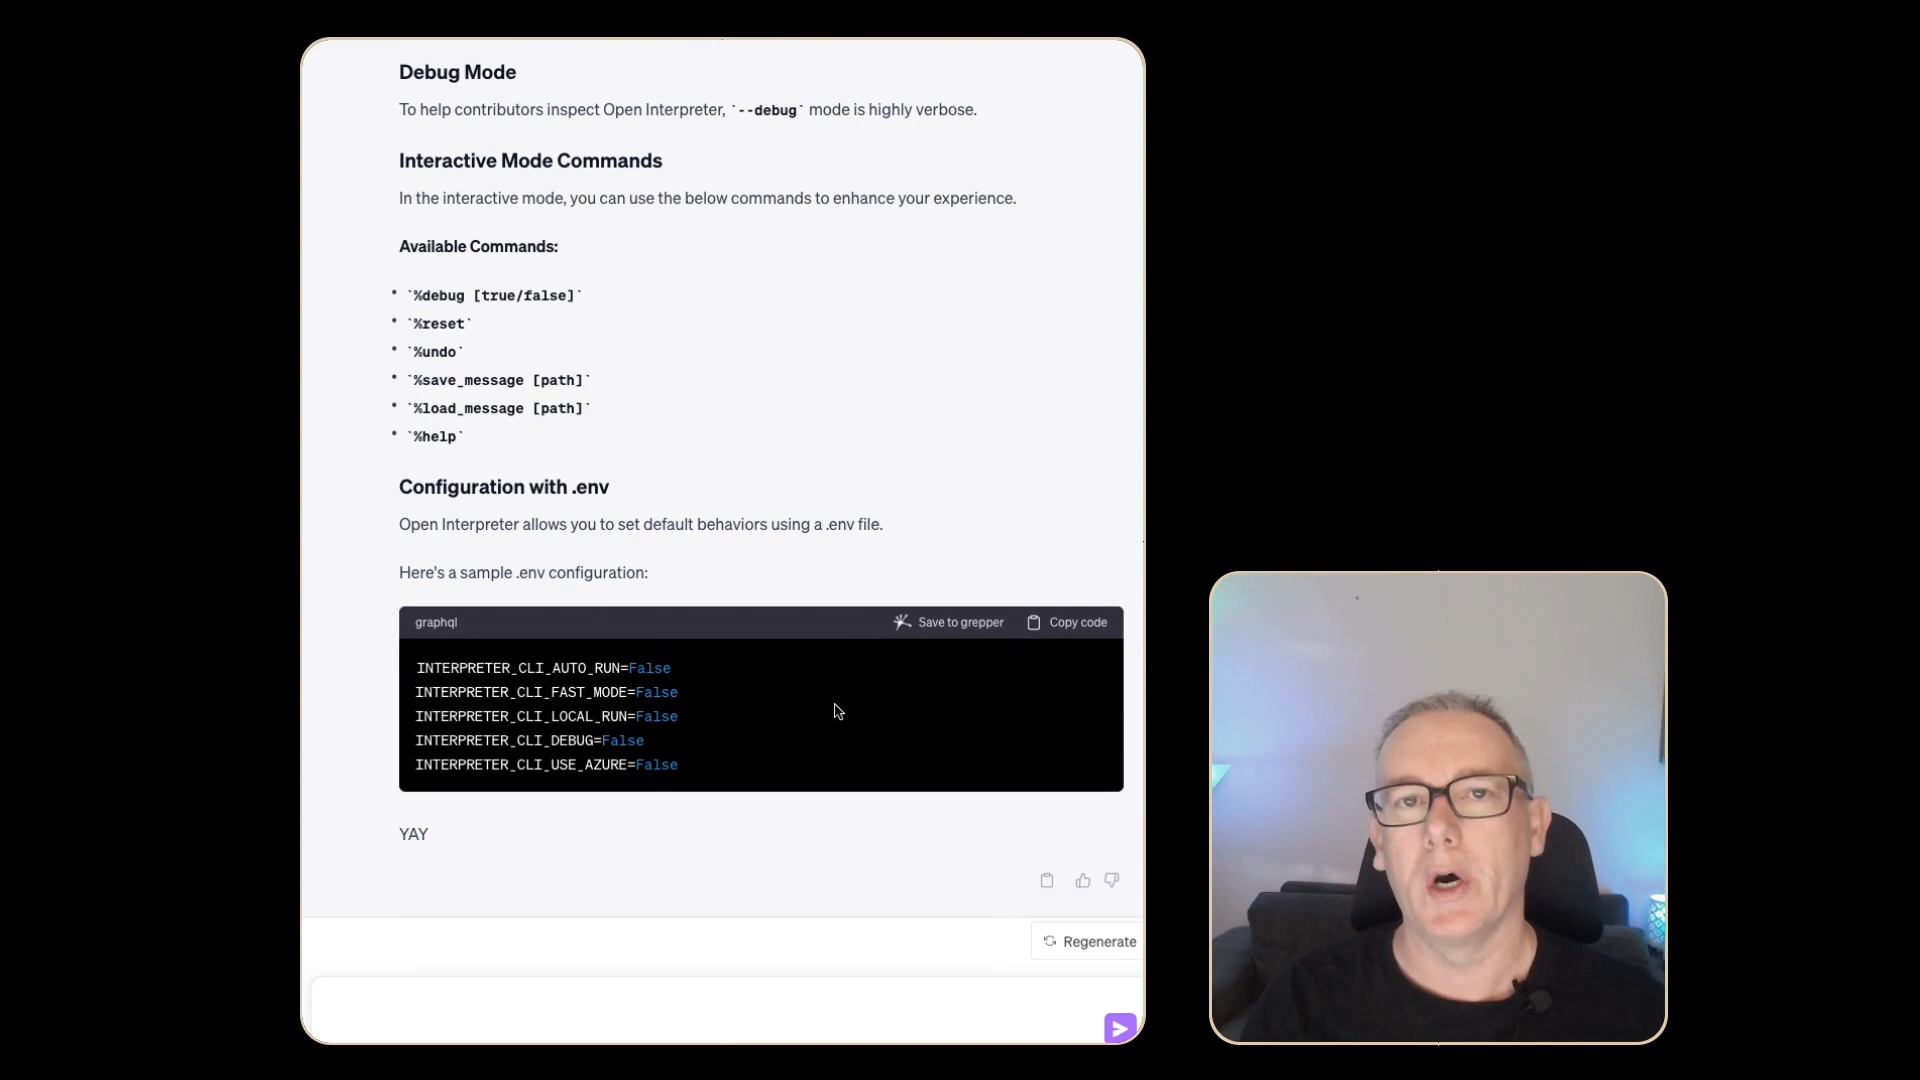 Debug Mode
To help contributors inspect Open Interpreter, `--debug` mode is highly verbose.
Interactive Mode Commands
In the interactive mode, you can use the below commands to enhance your experience.
Available Commands:
• `%debug [true/false]`
• `%reset`
• `%undo`
• `%save_message [path]`
• `%load_message [path]`
• `%help`
Configuration with .env
Open Interpreter allows you to set default behaviors using a .env file.
Here's a sample .env configuration:
graphql Save to grepper Copy code
INTERPRETER_CLI_AUTO_RUN=False
INTERPRETER_CLI_FAST_MODE=False
INTERPRETER_CLI_LOCAL_RUN=False
INTERPRETER_CLI_DEBUG=False
INTERPRETER_CLI_USE_AZURE=False
YAY
Regenerate